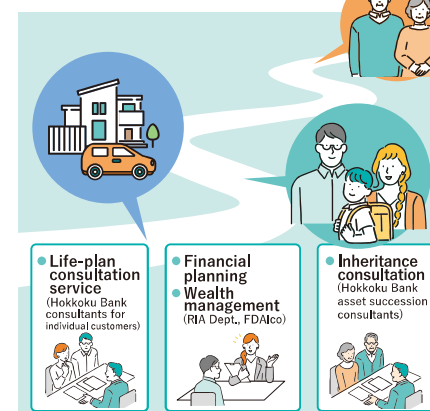 Life-plan
consultation
service
(Hokkoku Bank
consultants for
individual customers)
Financial
planning
Wealth
management
(RIA Dept., FDAlco)
Inheritance
consultation
(Hokkoku Bank
asset succession
consultants)